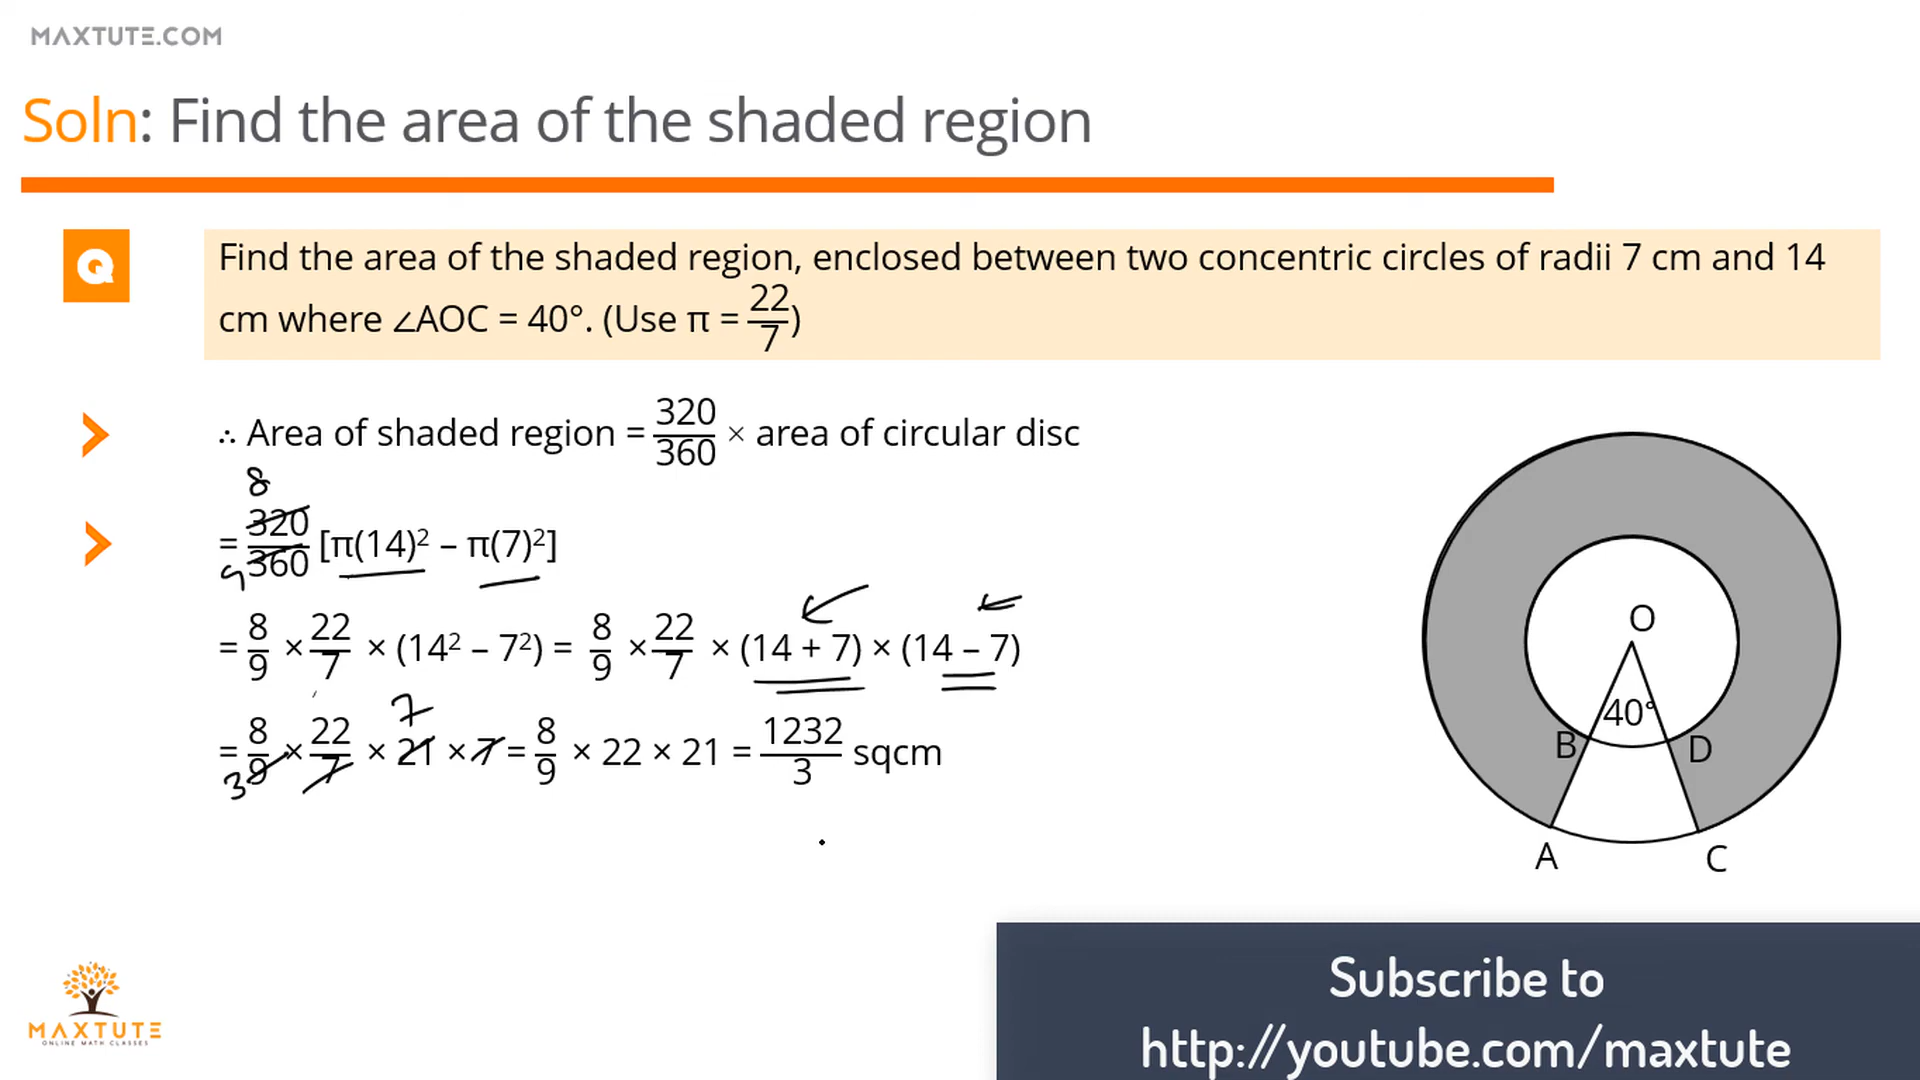 MAXTUTE.COM
Soln: Find the area of the shaded region
Q
Find the area of the shaded region, enclosed between two concentric circles of radii 7 cm and 14
cm where ∠AOC = 40°. (Use π = 22/7)
∴ Area of shaded region = 320/360 × area of circular disc
8
= 320/360 [π(14)² – π(7)²]
9
= 8/9 × 22/7 × (14² – 7²) = 8/9 × 22/7 × (14 + 7) × (14 – 7)
7
= 8/9 × 22/7 × 21 × 7 = 8/9 × 22 × 21 = 1232/3 sqcm
3
O
40°
B
D
A
C
MAXTUTE
ONLINE MATH CLASSES
Subscribe to
http://youtube.com/maxtute